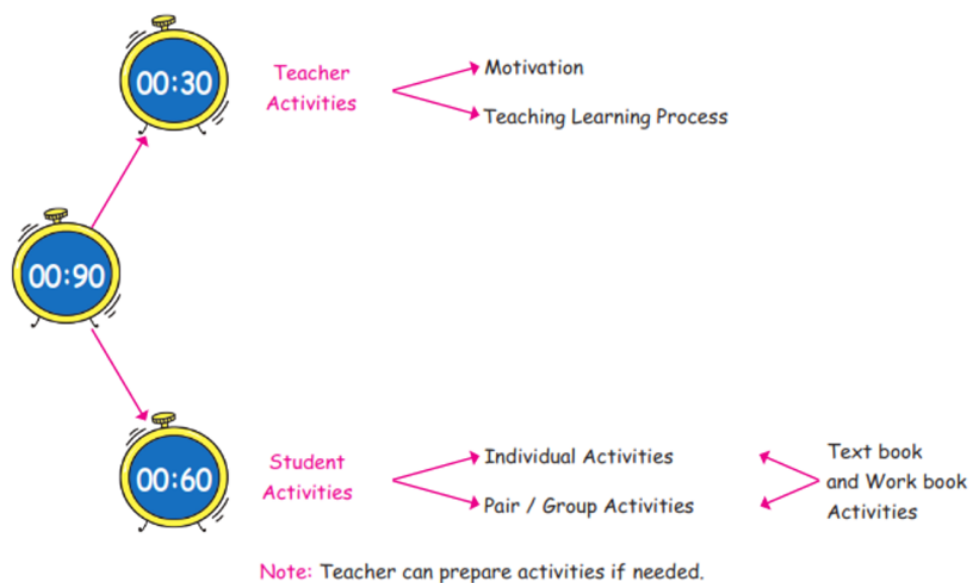 00:30
Teacher
Activities
Motivation
Teaching Learning Process
00:90
00:60
Student
Activities
Individual Activities
Pair / Group Activities
Text book
and Work book
Activities
Note: Teacher can prepare activities if needed.